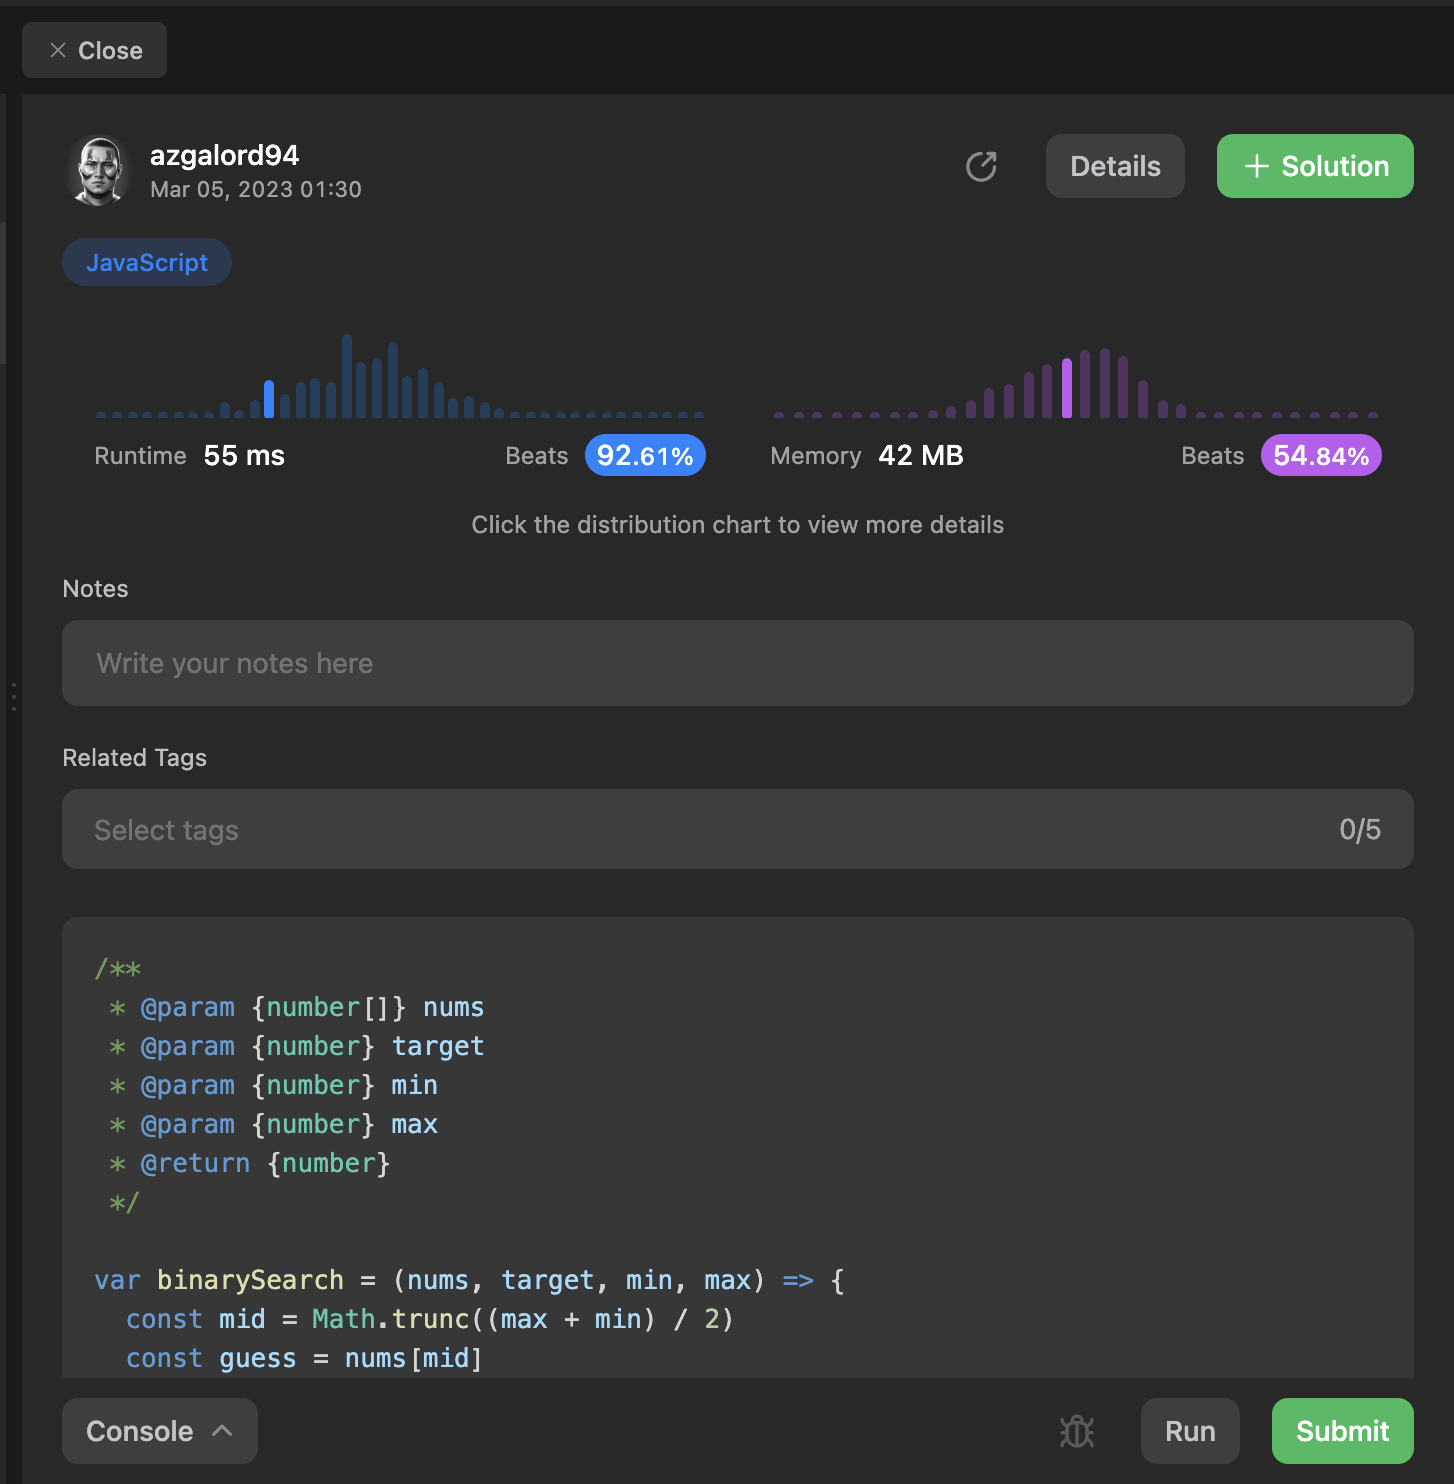 Close
azgalord94
Mar 05, 2023 01:30
Details
+ Solution
JavaScript
Runtime 55 ms Beats 92.61%
Memory 42 MB Beats 54.84%
Click the distribution chart to view more details
Notes
Write your notes here
Related Tags
Select tags 0/5
/**
 * @param {number[]} nums
 * @param {number} target
 * @param {number} min
 * @param {number} max
 * @return {number}
 */
var binarySearch = (nums, target, min, max) => {
  const mid = Math.trunc((max + min) / 2)
  const guess = nums[mid]
Console
Run
Submit